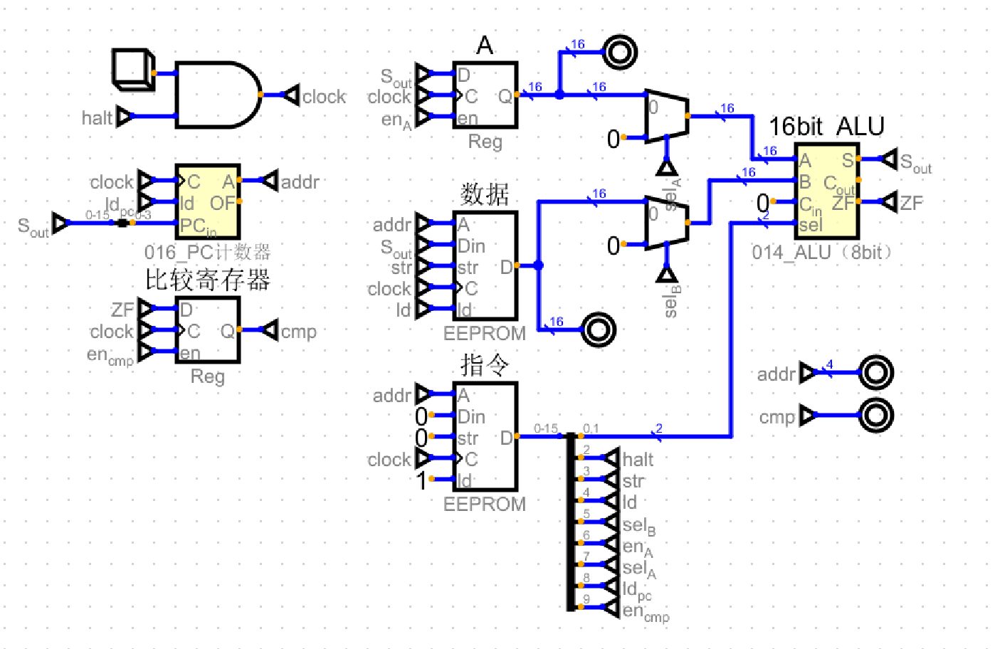 halt
clock
clock
ld_pc
S_out
0-15
0-3
C
ld
PC_in
A
OF
addr
016_PC计数器
比较寄存器
ZF
clock
en_cmp
D
C
en
Q
cmp
Reg
A
S_out
clock
en_A
D
C
en
Q
Reg
16
16
16
0
0
sel_A
16
数据
addr
S_out
str
clock
ld
A
Din
str
C
ld
D
EEPROM
16
16
0
0
sel_B
16
指令
addr
0
0
clock
1
A
Din
str
C
ld
D
EEPROM
0-15
0,1
2
2 halt
3 str
4 ld
5 sel_B
6 en_A
7 sel_A
8 ld_pc
9 en_cmp
16bit ALU
16
0
2
A
B
C_in
sel
S
C_out
ZF
S_out
ZF
014_ALU（8bit）
addr
4
cmp